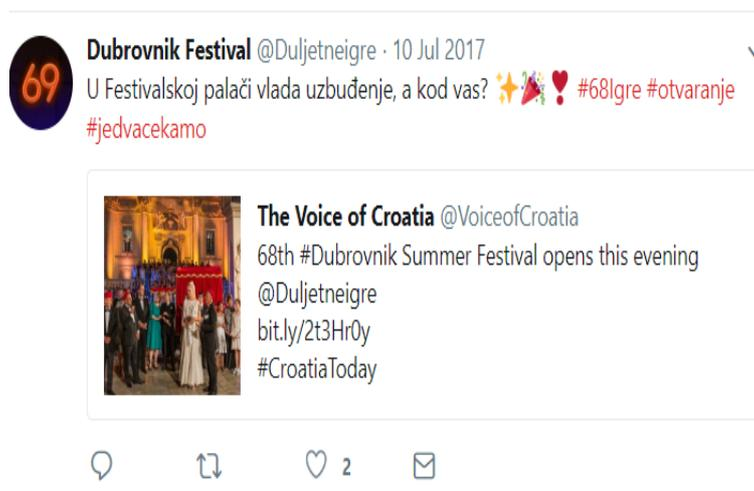 69
Dubrovnik Festival @Duljetneigre · 10 Jul 2017
U Festivalskoj palači vlada uzbuđenje, a kod vas? ✨🎉❣ #68Igre #otvaranje
#jedvacekamo
The Voice of Croatia @VoiceofCroatia
68th #Dubrovnik Summer Festival opens this evening
@Duljetneigre
bit.ly/2t3Hr0y
#CroatiaToday
2